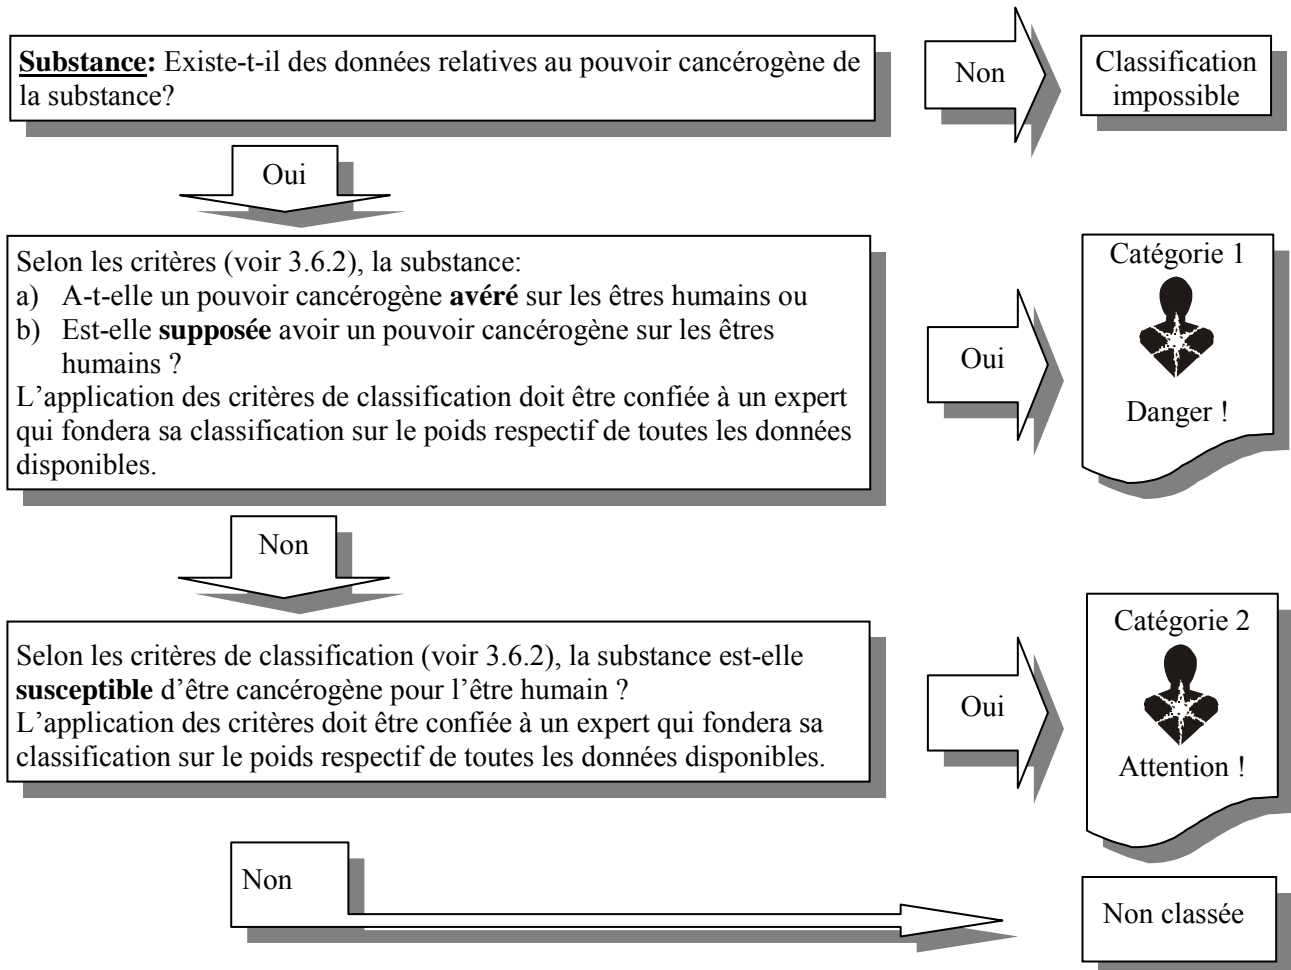 Substance: Existe-t-il des données relatives au pouvoir cancérogène de
la substance?
Non
Classification
impossible
Oui
Selon les critères (voir 3.6.2), la substance:
a) A-t-elle un pouvoir cancérogène avéré sur les êtres humains ou
b) Est-elle supposée avoir un pouvoir cancérogène sur les êtres
humains ?
L’application des critères de classification doit être confiée à un expert
qui fondera sa classification sur le poids respectif de toutes les données
disponibles.
Oui
Catégorie 1
Danger !
Non
Selon les critères de classification (voir 3.6.2), la substance est-elle
susceptible d’être cancérogène pour l’être humain ?
L’application des critères doit être confiée à un expert qui fondera sa
classification sur le poids respectif de toutes les données disponibles.
Oui
Catégorie 2
Attention !
Non
Non classée